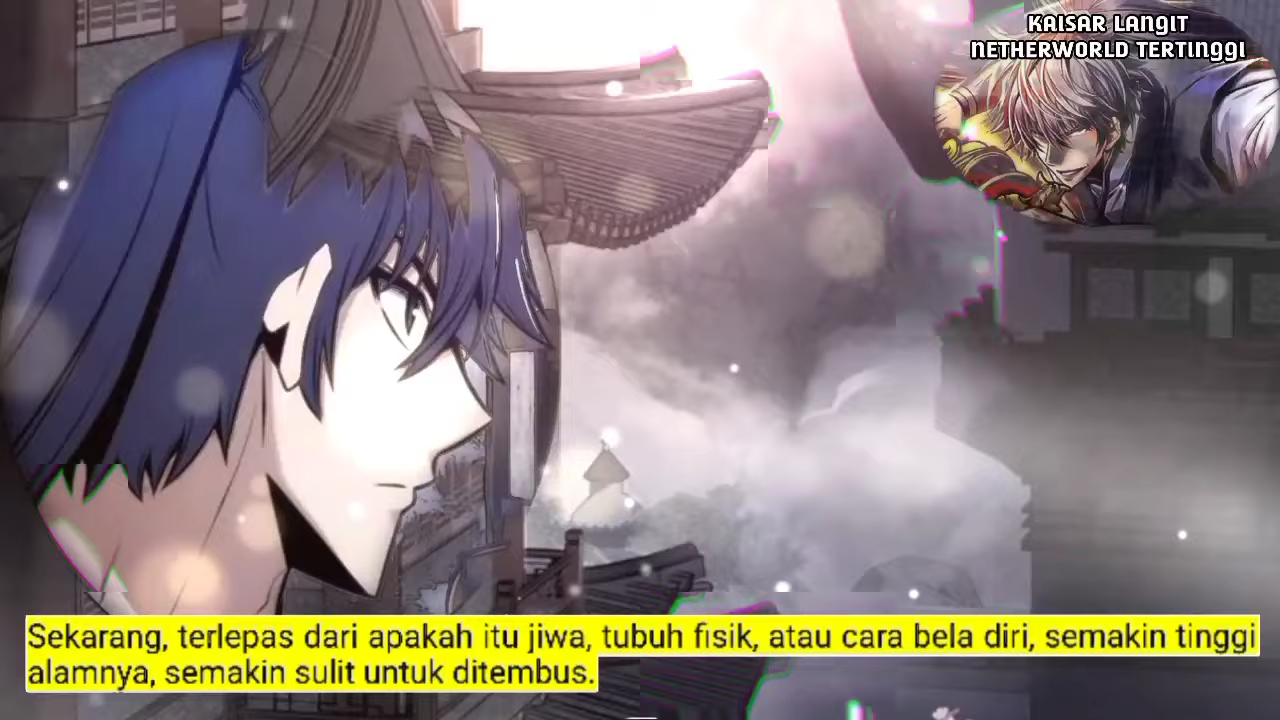 KAISAR LANGIT
NETHERWORLD TERTINGGI
Sekarang, terlepas dari apakah itu jiwa, tubuh fisik, atau cara bela diri, semakin tinggi
alamnya, semakin sulit untuk ditembus.